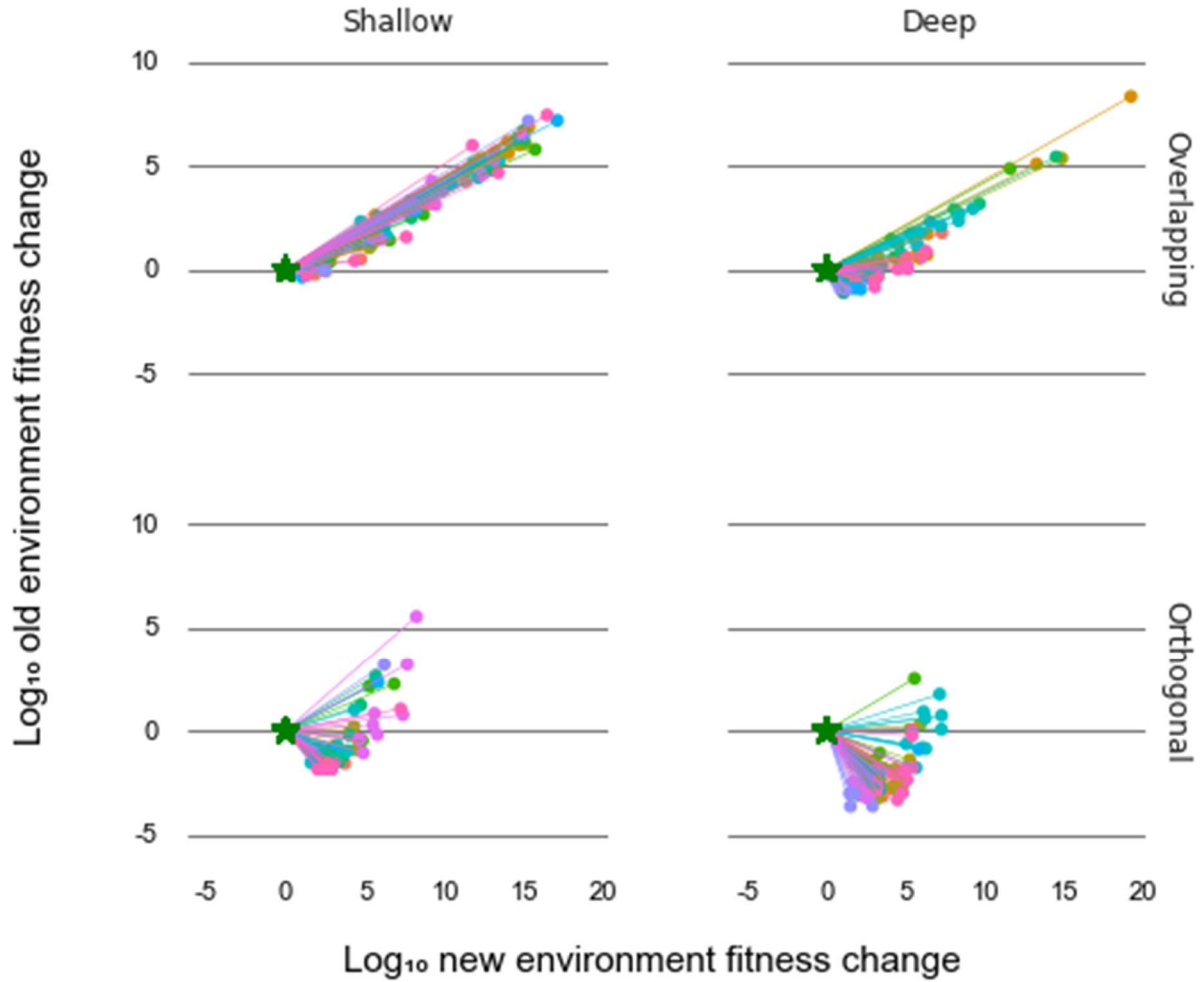 Shallow
Deep
10
5
0
-5
Overlapping
10
5
0
-5
Orthogonal
-5 0 5 10 15 20
-5 0 5 10 15 20
Log₁₀ old environment fitness change
Log₁₀ new environment fitness change